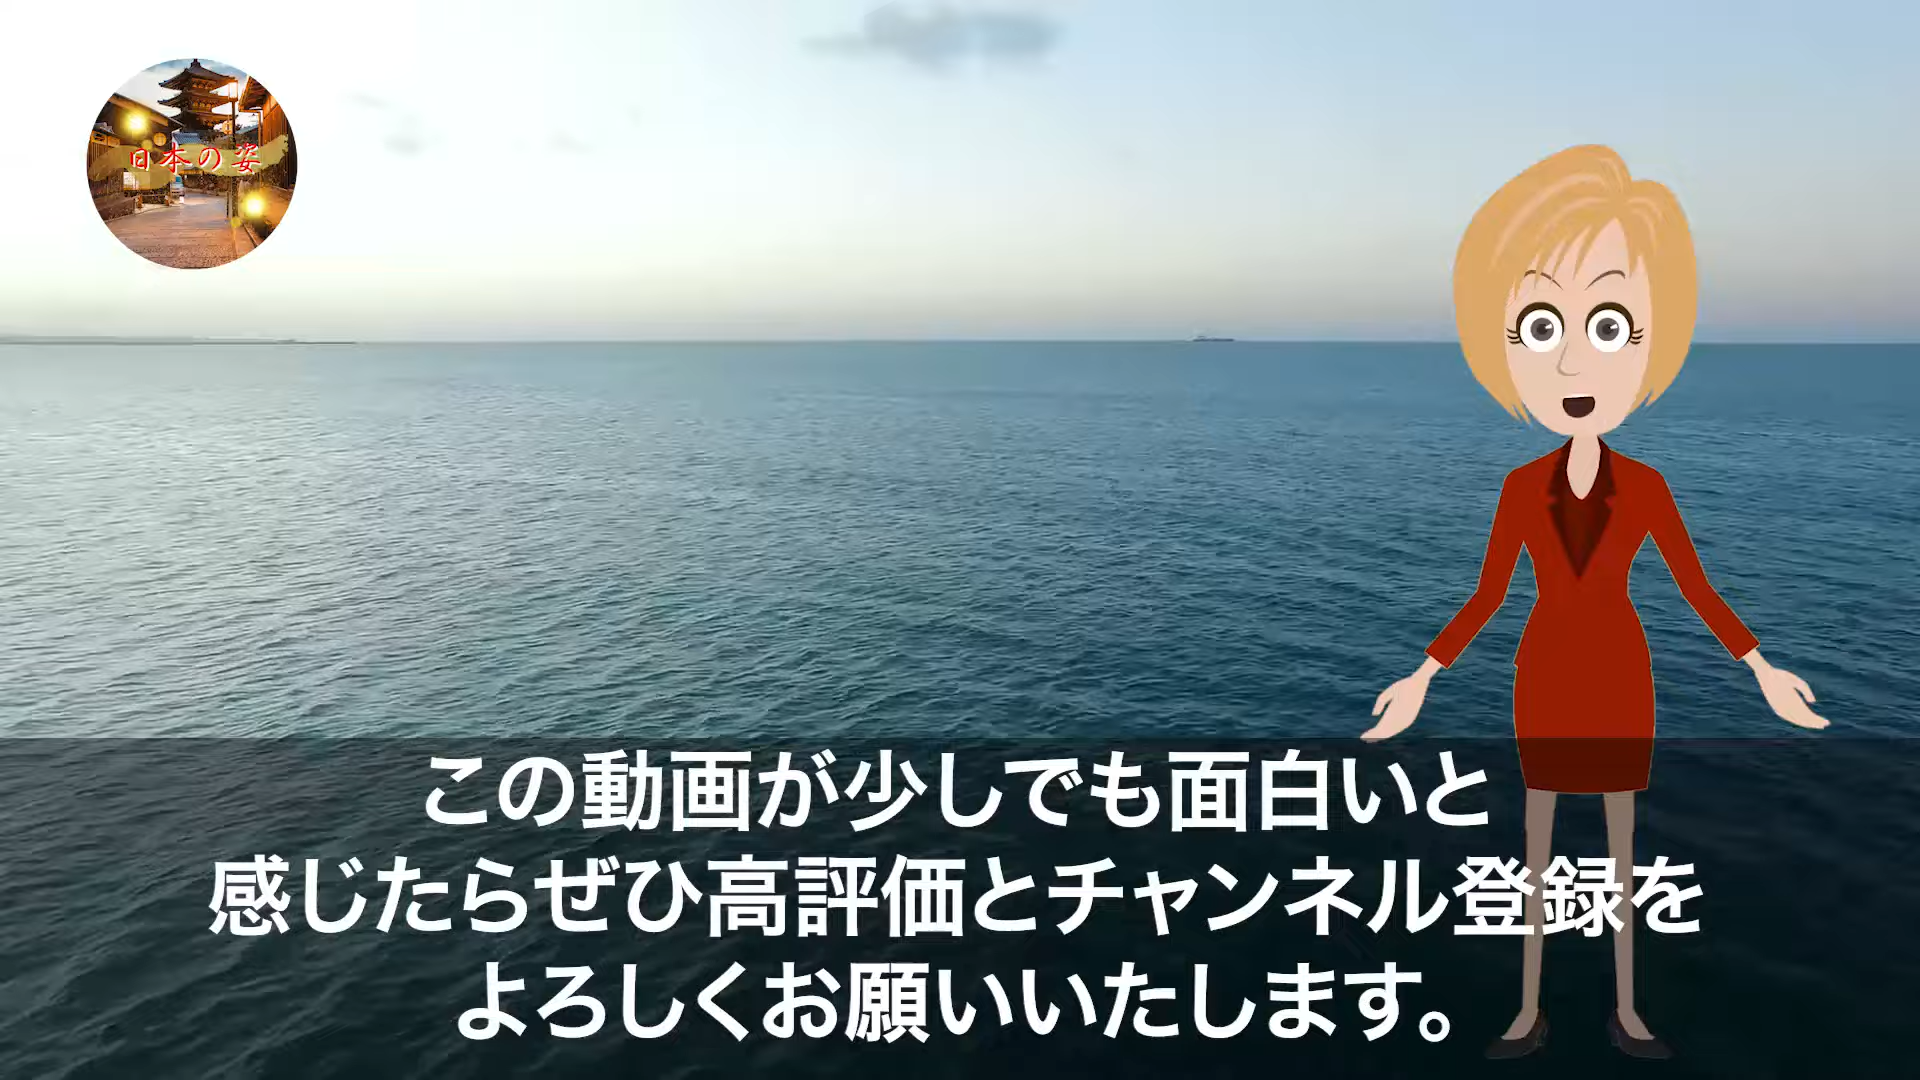 日本の姿
この動画が少しでも面白いと
感じたらぜひ高評価とチャンネル登録を
よろしくお願いいたします。